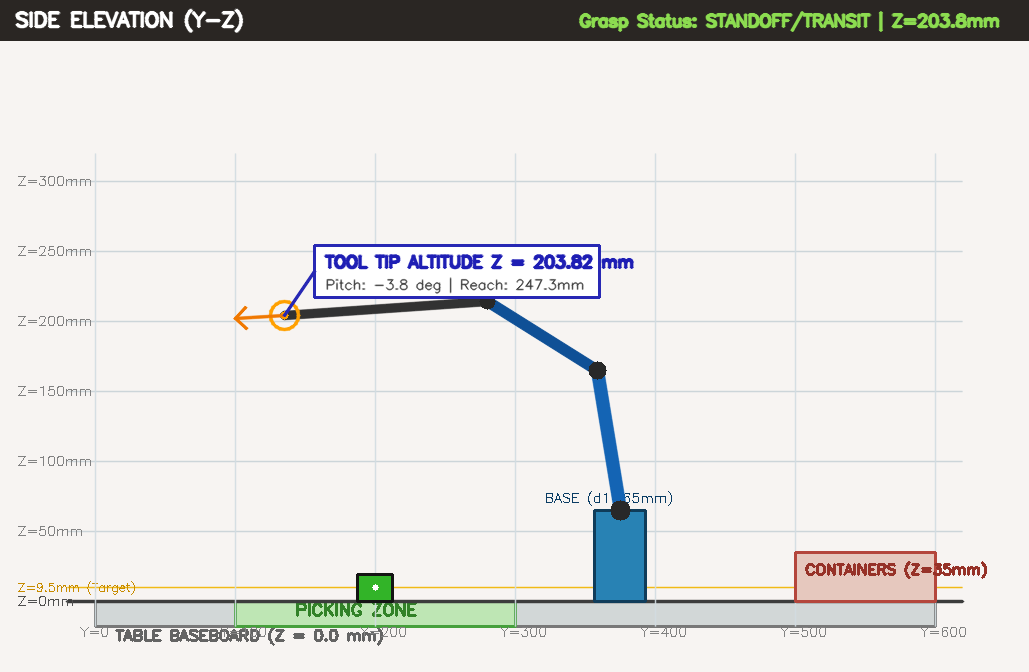 SIDE ELEVATION (Y-Z)
Grasp Status: STANDOFF/TRANSIT | Z=203.8mm
Z=300mm
Z=250mm
TOOL TIP ALTITUDE Z = 203.82 mm
Pitch: -3.8 deg | Reach: 247.3mm
Z=200mm
Z=150mm
Z=100mm
BASE (d1 65mm)
Z=50mm
CONTAINERS (Z=35mm)
Z=9.5mm (Target)
Z=0mm
PICKING ZONE
Y=0
Y=300
Y=400
Y=500
Y=600
TABLE BASEBOARD (Z = 0.0 mm)